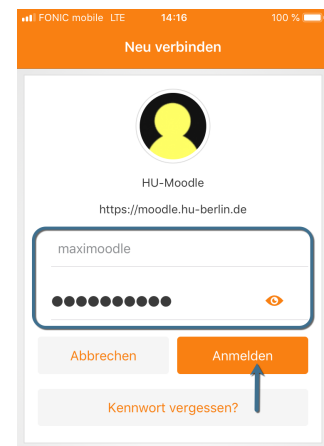 FONIC mobile LTE 14:16 100 %
Neu verbinden
HU-Moodle
https://moodle.hu-berlin.de
maximoodle
●●●●●●●●●●
Abbrechen Anmelden
Kennwort vergessen?